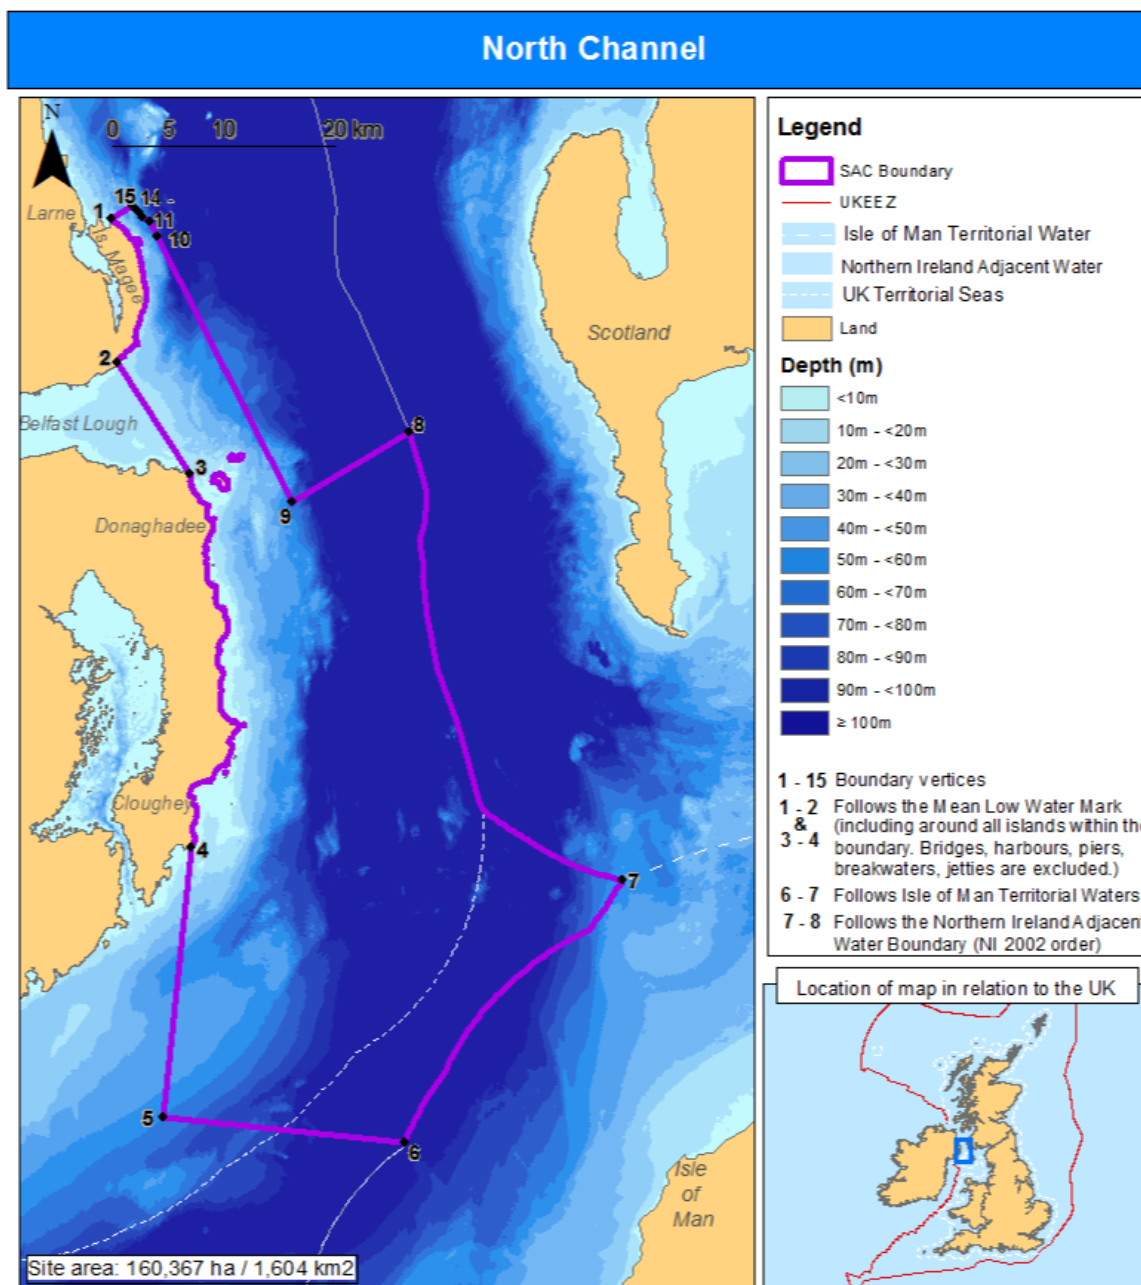 North Channel
N
0 5 10 20 km
Larne
15 14 -
1 11
10
Is. Magee
Scotland
2
Belfast Lough
8
3
9
Donaghadee
Cloughey
4
7
5
6
Isle
of
Man
Site area: 160,367 ha / 1,604 km2
Legend
SAC Boundary
UKEEZ
Isle of Man Territorial Water
Northern Ireland Adjacent Water
UK Territorial Seas
Land
Depth (m)
<10m
10m - <20m
20m - <30m
30m - <40m
40m - <50m
50m - <60m
60m - <70m
70m - <80m
80m - <90m
90m - <100m
≥ 100m
1 - 15 Boundary vertices
1 - 2 Follows the Mean Low Water Mark
& (including around all islands within the
3 - 4 boundary. Bridges, harbours, piers,
breakwaters, jetties are excluded.)
6 - 7 Follows Isle of Man Territorial Waters
7 - 8 Follows the Northern Ireland Adjacent
Water Boundary (NI 2002 order)
Location of map in relation to the UK